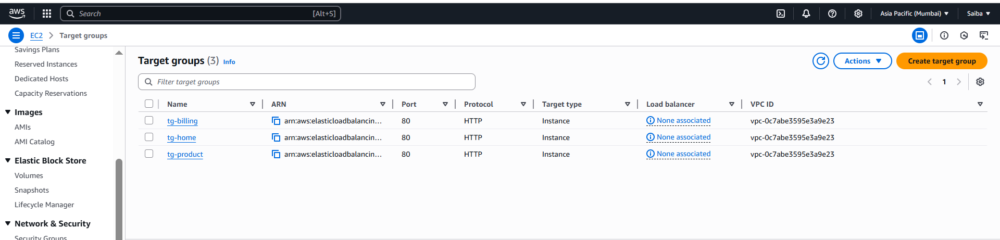 aws Search [Alt+S] Asia Pacific (Mumbai) Saiba
EC2 Target groups
Savings Plans
Reserved Instances
Dedicated Hosts
Capacity Reservations
Images
AMIs
AMI Catalog
Elastic Block Store
Volumes
Snapshots
Lifecycle Manager
Network & Security
Security Groups
Target groups (3) Info Actions Create target group
Filter target groups 1
Name ARN Port Protocol Target type Load balancer VPC ID
tg-billing arn:aws:elasticloadbalancin... 80 HTTP Instance None associated vpc-0c7abe3595e3a9e23
tg-home arn:aws:elasticloadbalancin... 80 HTTP Instance None associated vpc-0c7abe3595e3a9e23
tg-product arn:aws:elasticloadbalancin... 80 HTTP Instance None associated vpc-0c7abe3595e3a9e23